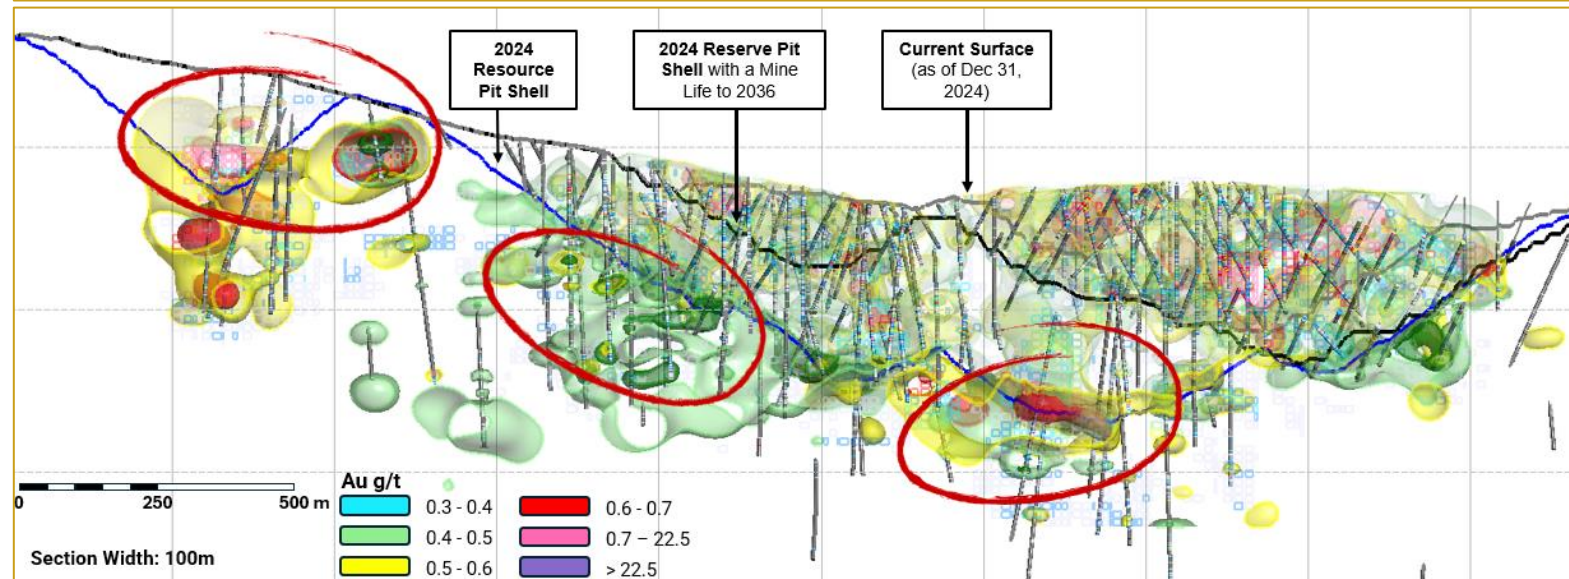 2024
Resource
Pit Shell
2024 Reserve Pit
Shell with a Mine
Life to 2036
Current Surface
(as of Dec 31,
2024)
Au g/t
0.3 - 0.4
0.4 - 0.5
0.5 - 0.6
0.6 - 0.7
0.7 – 22.5
> 22.5
0
250
500 m
Section Width: 100m